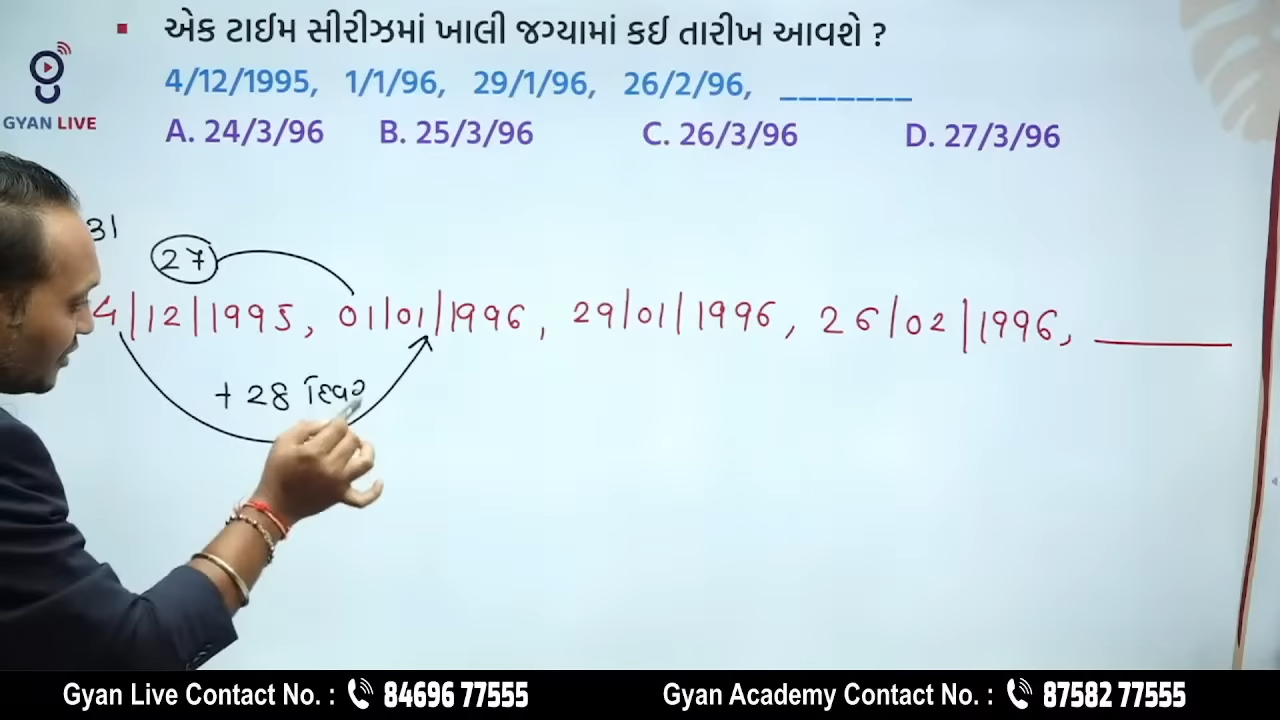 ▪ એક ટાઈમ સીરીઝમાં ખાલી જગ્યામાં કઈ તારીખ આવશે ?
4/12/1995, 1/1/96, 29/1/96, 26/2/96, _______
A. 24/3/96 B. 25/3/96 C. 26/3/96 D. 27/3/96
GYAN LIVE
31
27
4/12/1995, 01/01/1996, 29/01/1996, 26/02/1996, _______
+ 28 દિવ
Gyan Live Contact No. : 84696 77555 Gyan Academy Contact No. : 87582 77555